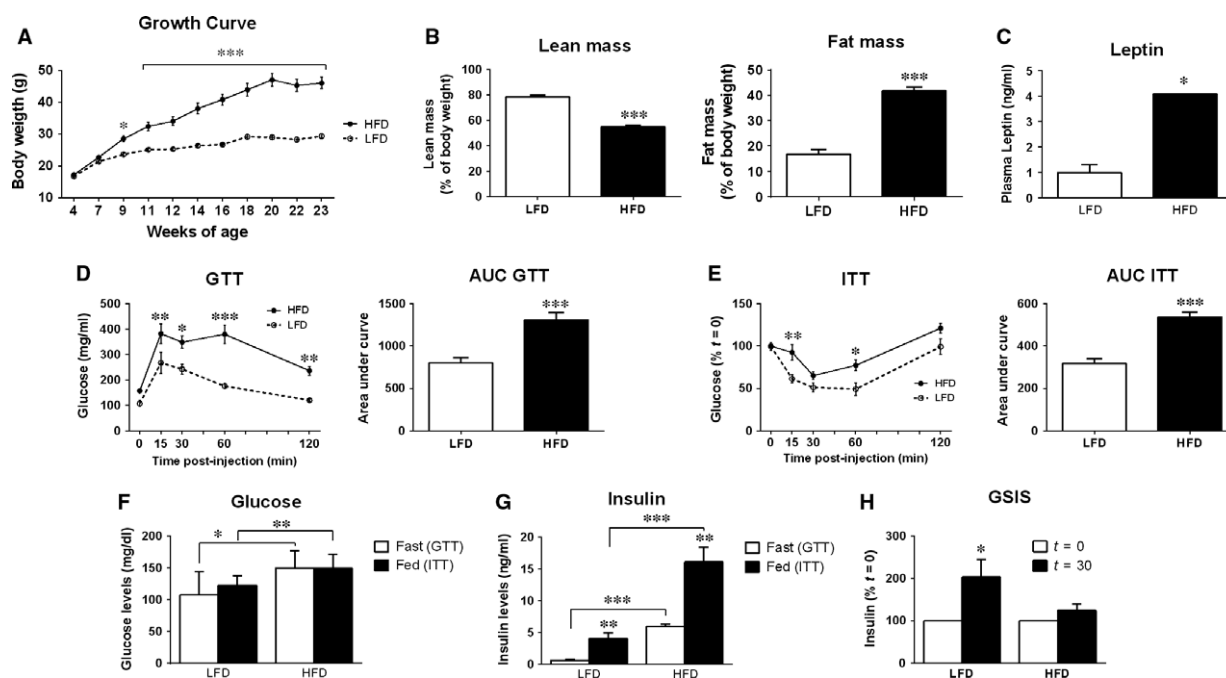 A
Growth Curve
***
*
Body weigth (g)
50
40
30
20
10
4 7 9 11 12 14 16 18 20 22 23
Weeks of age
HFD
LFD
B
Lean mass
Lean mass
(% of body weight)
100
80
60
40
20
0
***
LFD HFD
Fat mass
Fat mass
(% of body weight)
60
40
20
0
***
LFD HFD
C
Leptin
Plasma Leptin (ng/ml)
5
4
3
2
1
0
*
LFD HFD
D
GTT
Glucose (mg/ml)
500
400
300
200
100
0
** * *** **
HFD
LFD
0 15 30 60 120
Time post-injection (min)
AUC GTT
Area under curve
1500
1000
500
0
***
LFD HFD
E
ITT
Glucose (% t = 0)
150
100
50
0
** *
HFD
LFD
0 15 30 60 120
Time post-injection (min)
AUC ITT
Area under curve
600
400
200
0
***
LFD HFD
F
Glucose
Glucose levels (mg/dl)
200
150
100
50
0
* **
Fast (GTT)
Fed (ITT)
LFD HFD
G
Insulin
Insulin levels (ng/ml)
20
15
10
5
0
***
**
***
**
Fast (GTT)
Fed (ITT)
LFD HFD
H
GSIS
Insulin (% t = 0)
300
200
100
0
*
t = 0
t = 30
LFD HFD